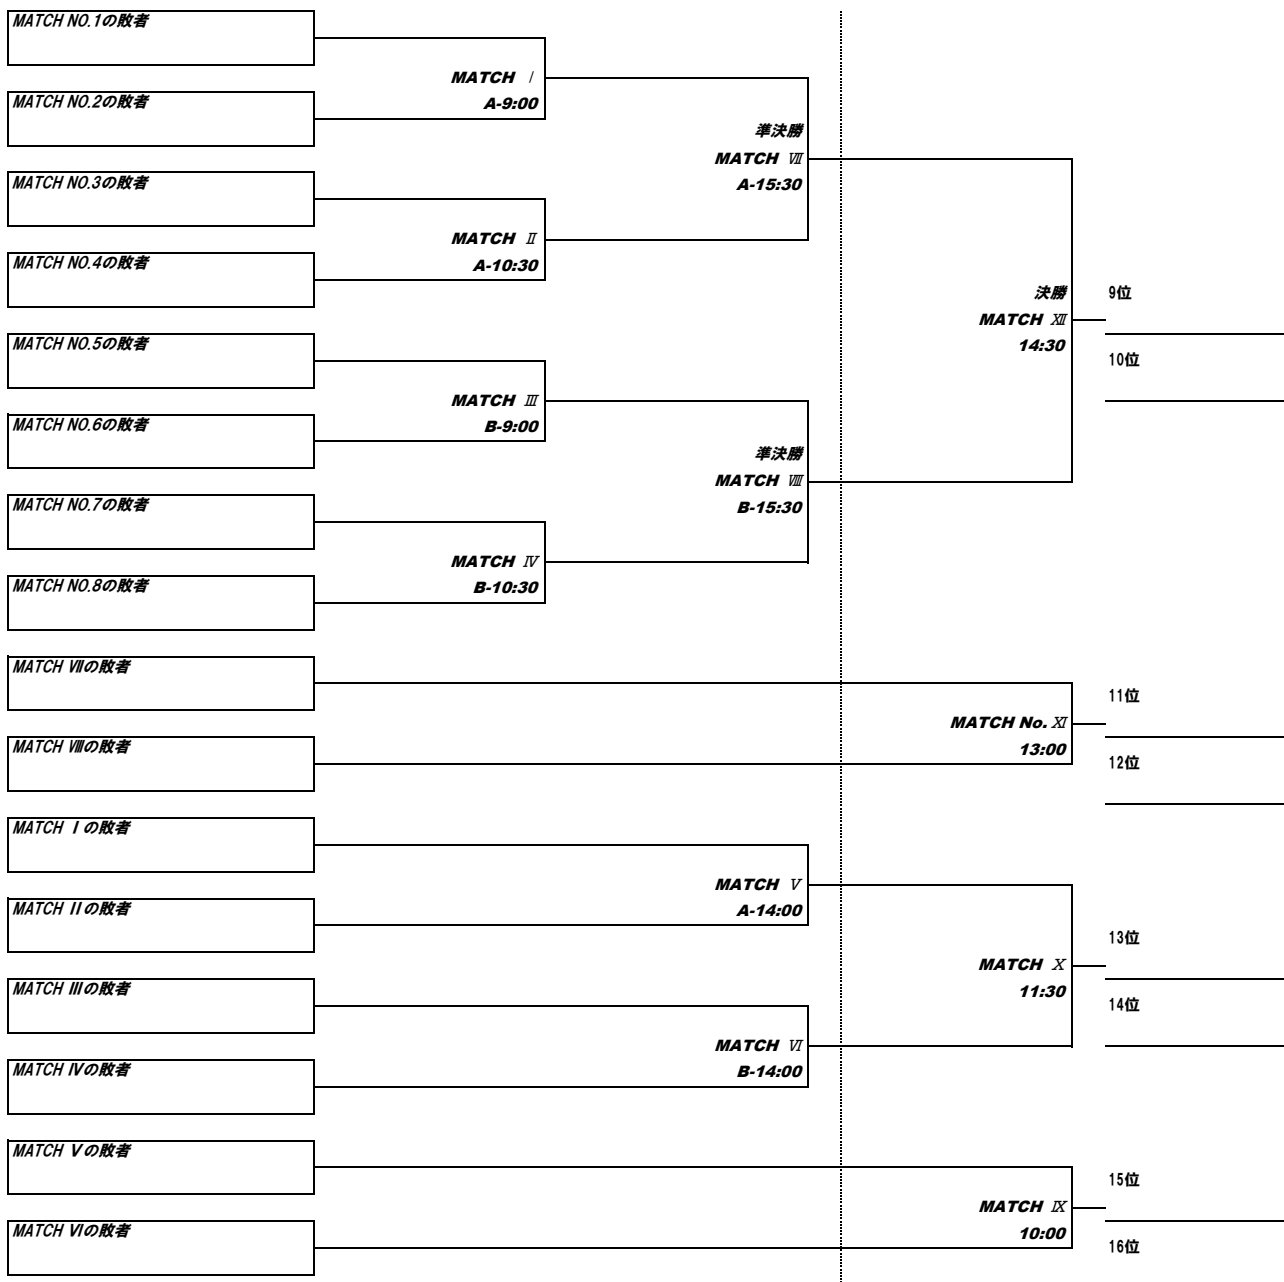 MATCH NO.1の敗者
MATCH Ⅰ
A-9:00
MATCH NO.2の敗者
準決勝
MATCH Ⅶ
A-15:30
MATCH NO.3の敗者
MATCH Ⅱ
A-10:30
MATCH NO.4の敗者
決勝
MATCH Ⅻ
14:30
9位
10位
MATCH NO.5の敗者
MATCH Ⅲ
B-9:00
MATCH NO.6の敗者
準決勝
MATCH Ⅷ
B-15:30
MATCH NO.7の敗者
MATCH Ⅳ
B-10:30
MATCH NO.8の敗者
MATCH Ⅶの敗者
MATCH No. Ⅺ
13:00
11位
12位
MATCH Ⅷの敗者
MATCH Ⅰの敗者
MATCH Ⅴ
A-14:00
MATCH Ⅱの敗者
MATCH Ⅹ
11:30
13位
14位
MATCH Ⅲの敗者
MATCH Ⅵ
B-14:00
MATCH Ⅳの敗者
MATCH Ⅴの敗者
MATCH Ⅸ
10:00
15位
16位
MATCH Ⅵの敗者